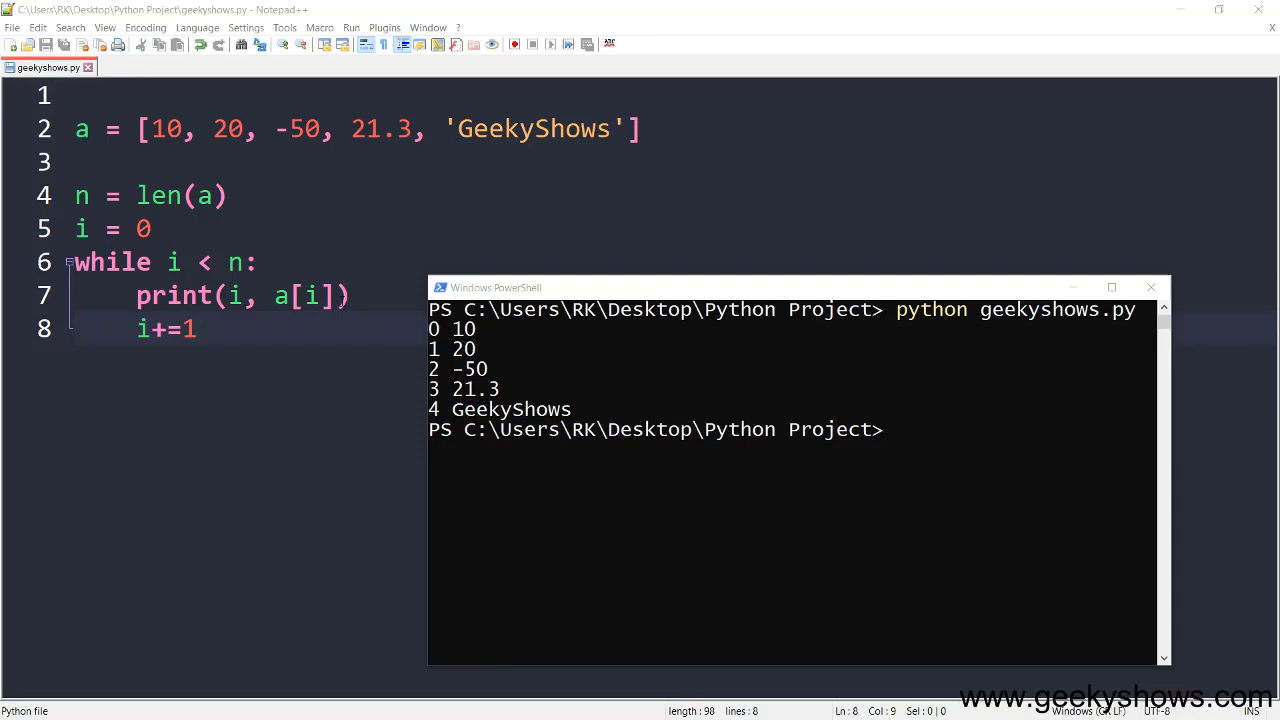 C:\Users\RK\Desktop\Python Project\geekyshows.py - Notepad++
File Edit Search View Encoding Language Settings Tools Macro Run Plugins Window ?
X
geekyshows.py
1
2 a = [10, 20, -50, 21.3, 'GeekyShows']
3
4 n = len(a)
5 i = 0
6 while i < n:
7 print(i, a[i])
8 i+=1
Windows PowerShell
PS C:\Users\RK\Desktop\Python Project> python geekyshows.py
0 10
1 20
2 -50
3 21.3
4 GeekyShows
PS C:\Users\RK\Desktop\Python Project>
www.geekyshows.com
Python file length : 98 lines : 8 Ln : 8 Col : 9 Sel : 0 | 0 Windows (CR LF) UTF-8 INS